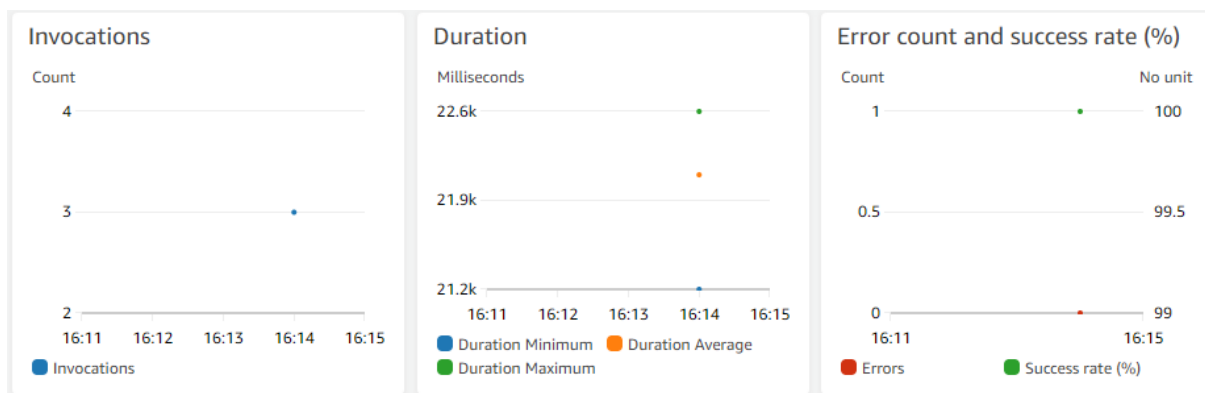 Invocations
Count
4
3
2
16:11 16:12 16:13 16:14 16:15
Invocations
Duration
Milliseconds
22.6k
21.9k
21.2k
16:11 16:12 16:13 16:14 16:15
Duration Minimum Duration Average
Duration Maximum
Error count and success rate (%)
Count No unit
1 100
0.5 99.5
0 99
16:11 16:15
Errors Success rate (%)